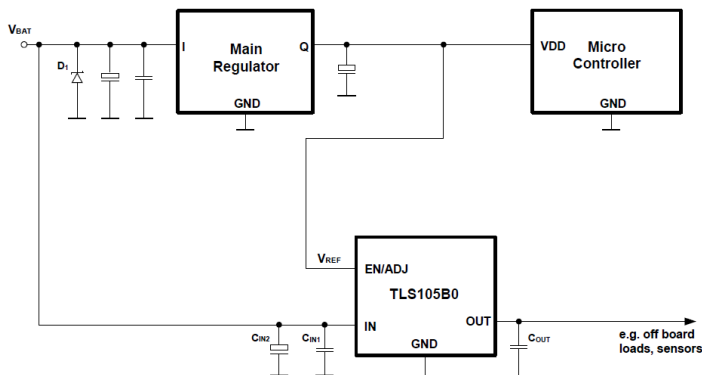 VBAT
I
Main
Regulator
Q
GND
D1
VDD
Micro
Controller
GND
VREF
EN/ADJ
TLS105B0
IN
OUT
GND
CIN2
CIN1
COUT
e.g. off board
loads, sensors